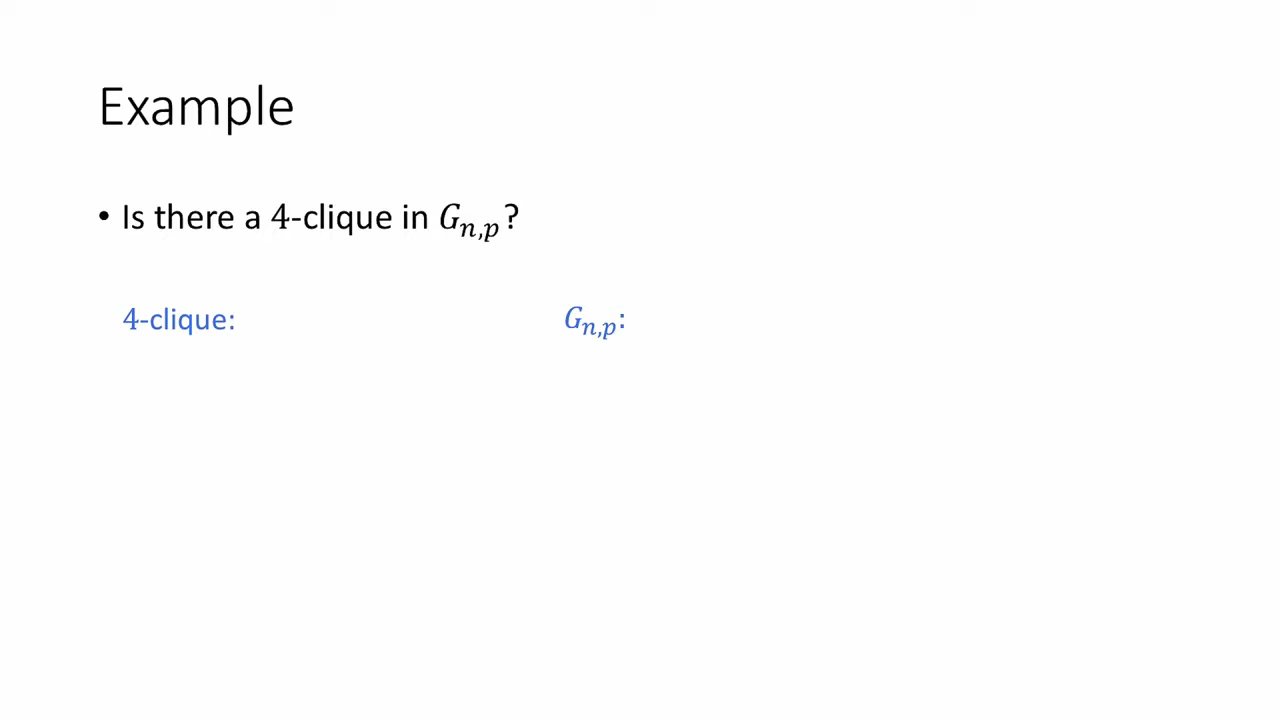 Example
• Is there a 4-clique in G_{n,p}?
4-clique:
G_{n,p}: